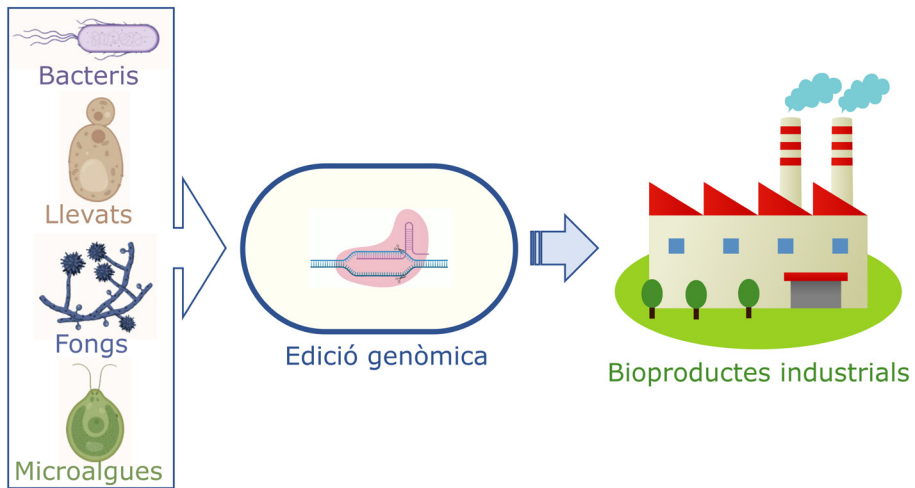 Bacteris
Llevats
Fongs
Microalgues
Edició genòmica
Bioproductes industrials